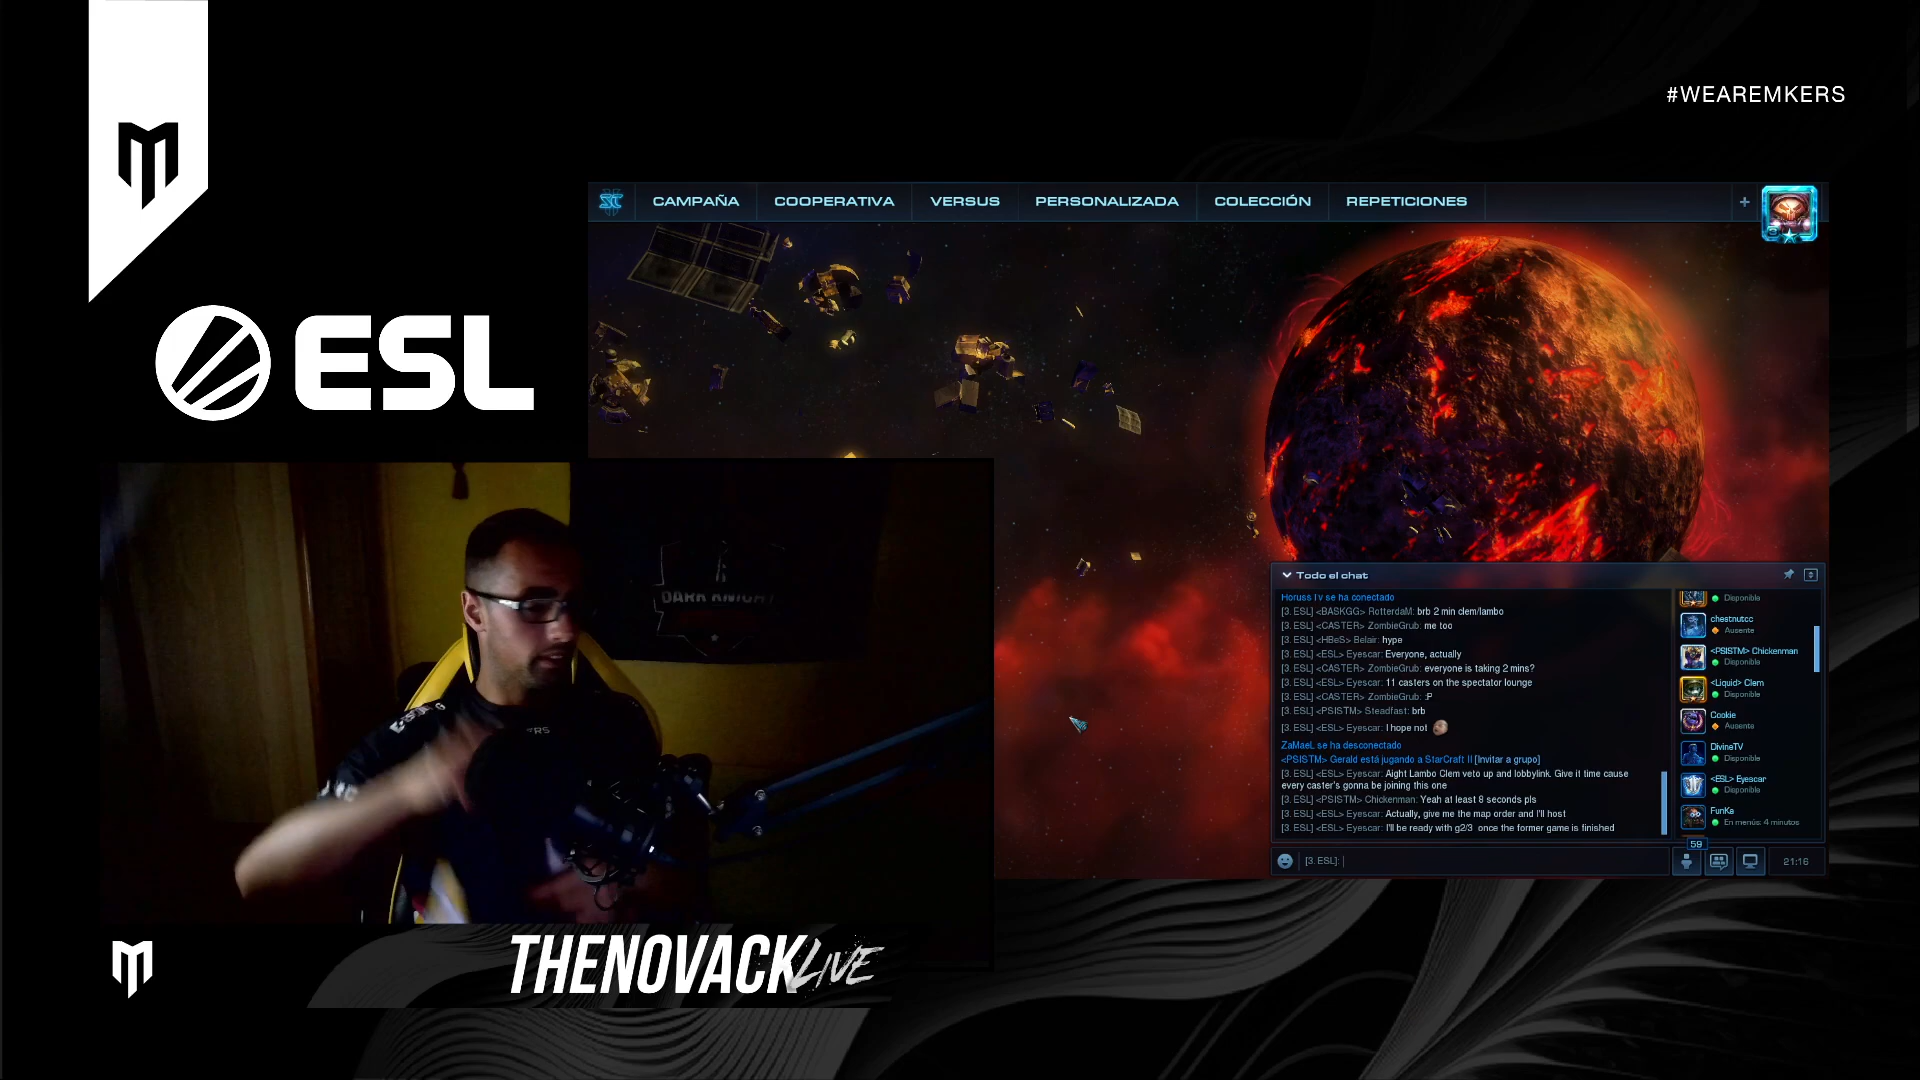 #WEAREMKERS
CAMPAÑA COOPERATIVA VERSUS PERSONALIZADA COLECCIÓN REPETICIONES +
ESL
DARK KNIGHT
RS
Todo el chat
Horuss Tv se ha conectado
[3. ESL] <BASKGG> RotterdaM: brb 2 min clem/lambo
[3. ESL] <CASTER> ZombieGrub: me too
[3. ESL] <HBeS> Belair: hype
[3. ESL] <ESL> Eyescar: Everyone, actually
[3. ESL] <CASTER> ZombieGrub: everyone is taking 2 mins?
[3. ESL] <ESL> Eyescar: 11 casters on the spectator lounge
[3. ESL] <CASTER> ZombieGrub: :P
[3. ESL] <PSISTM> Steadfast: brb
[3. ESL] <ESL> Eyescar: I hope not
ZaMaeL se ha desconectado
<PSISTM> Gerald está jugando a StarCraft II [Invitar a grupo]
[3. ESL] <ESL> Eyescar: Aight Lambo Clem veto up and lobbylink. Give it time cause
every caster's gonna be joining this one
[3. ESL] <PSISTM> Chickenman: Yeah at least 8 seconds pls
[3. ESL] <ESL> Eyescar: Actually, give me the map order and I'll host
[3. ESL] <ESL> Eyescar: I'll be ready with g2/3 once the former game is finished
[3. ESL]:
Disponible
chestnutcc
Ausente
<PSISTM> Chickenman
Disponible
<Liquid> Clem
Disponible
Cookie
Ausente
DivineTV
Disponible
<ESL> Eyescar
Disponible
FunKa
En menús: 4 minutos
59
21:16
THENOVACK LIVE